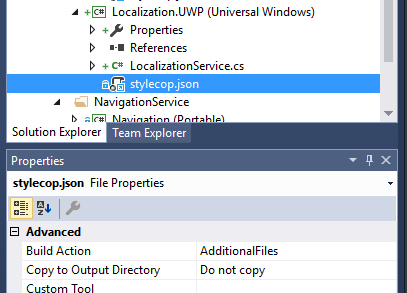 Localization.UWP (Universal Windows)
Properties
References
C# LocalizationService.cs
stylecop.json
NavigationService
Navigation (Portable)
Solution Explorer Team Explorer
Properties
stylecop.json File Properties
Advanced
Build Action AdditionalFiles
Copy to Output Directory Do not copy
Custom Tool